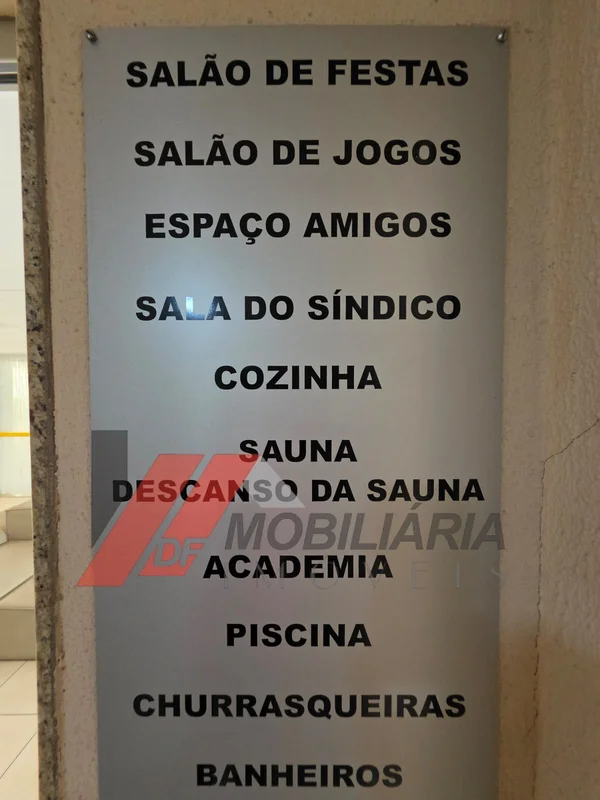 SALÃO DE FESTAS
SALÃO DE JOGOS
ESPAÇO AMIGOS
SALA DO SÍNDICO
COZINHA
SAUNA
DESCANSO DA SAUNA
DF MOBILIÁRIA
IMÓVEIS
ACADEMIA
PISCINA
CHURRASQUEIRAS
BANHEIROS